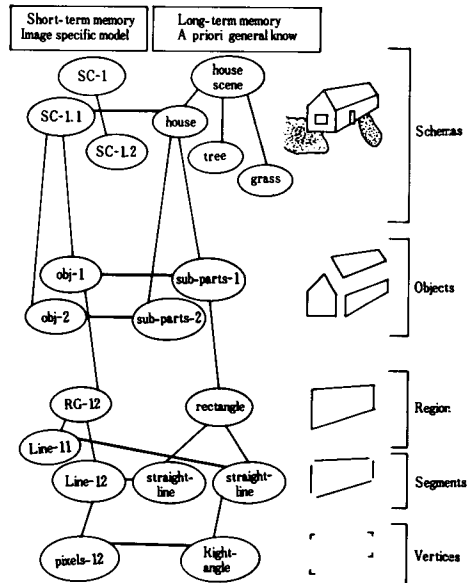 Short-term memory
Image specific model
Long-term memory
A priori general know
SC-1
house
scene
SC-1.1
house
Schemas
SC-1.2
tree
grass
obj-1
sub-parts-1
Objects
obj-2
sub-parts-2
RG-12
rectangle
Region
Line-11
Line-12
straight-
line
straight-
line
Segments
pixels-12
Right-
angle
Vertices